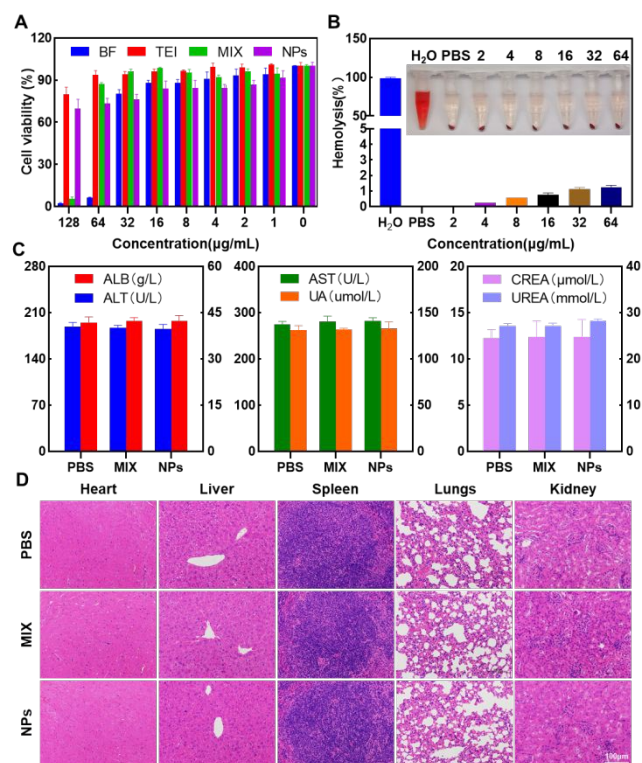 A
BF TEI MIX NPs
Cell viability (%)
120
90
60
30
0
128 64 32 16 8 4 2 1 0
Concentration(μg/mL)
B
H2O PBS 2 4 8 16 32 64
Hemolysis(%)
150
100
50
4
3
2
1
0
H2O PBS 2 4 8 16 32 64
Concentration(μg/mL)
C
ALB(g/L)
ALT(U/L)
280
210
140
70
60
45
30
15
0
PBS MIX NPs
AST(U/L)
UA(umol/L)
400
300
200
100
0
200
150
100
50
0
PBS MIX NPs
CREA(μmol/L)
UREA(mmol/L)
20
15
10
5
0
40
30
20
10
0
PBS MIX NPs
D
Heart Liver Spleen Lungs Kidney
PBS
MIX
NPs
100μm